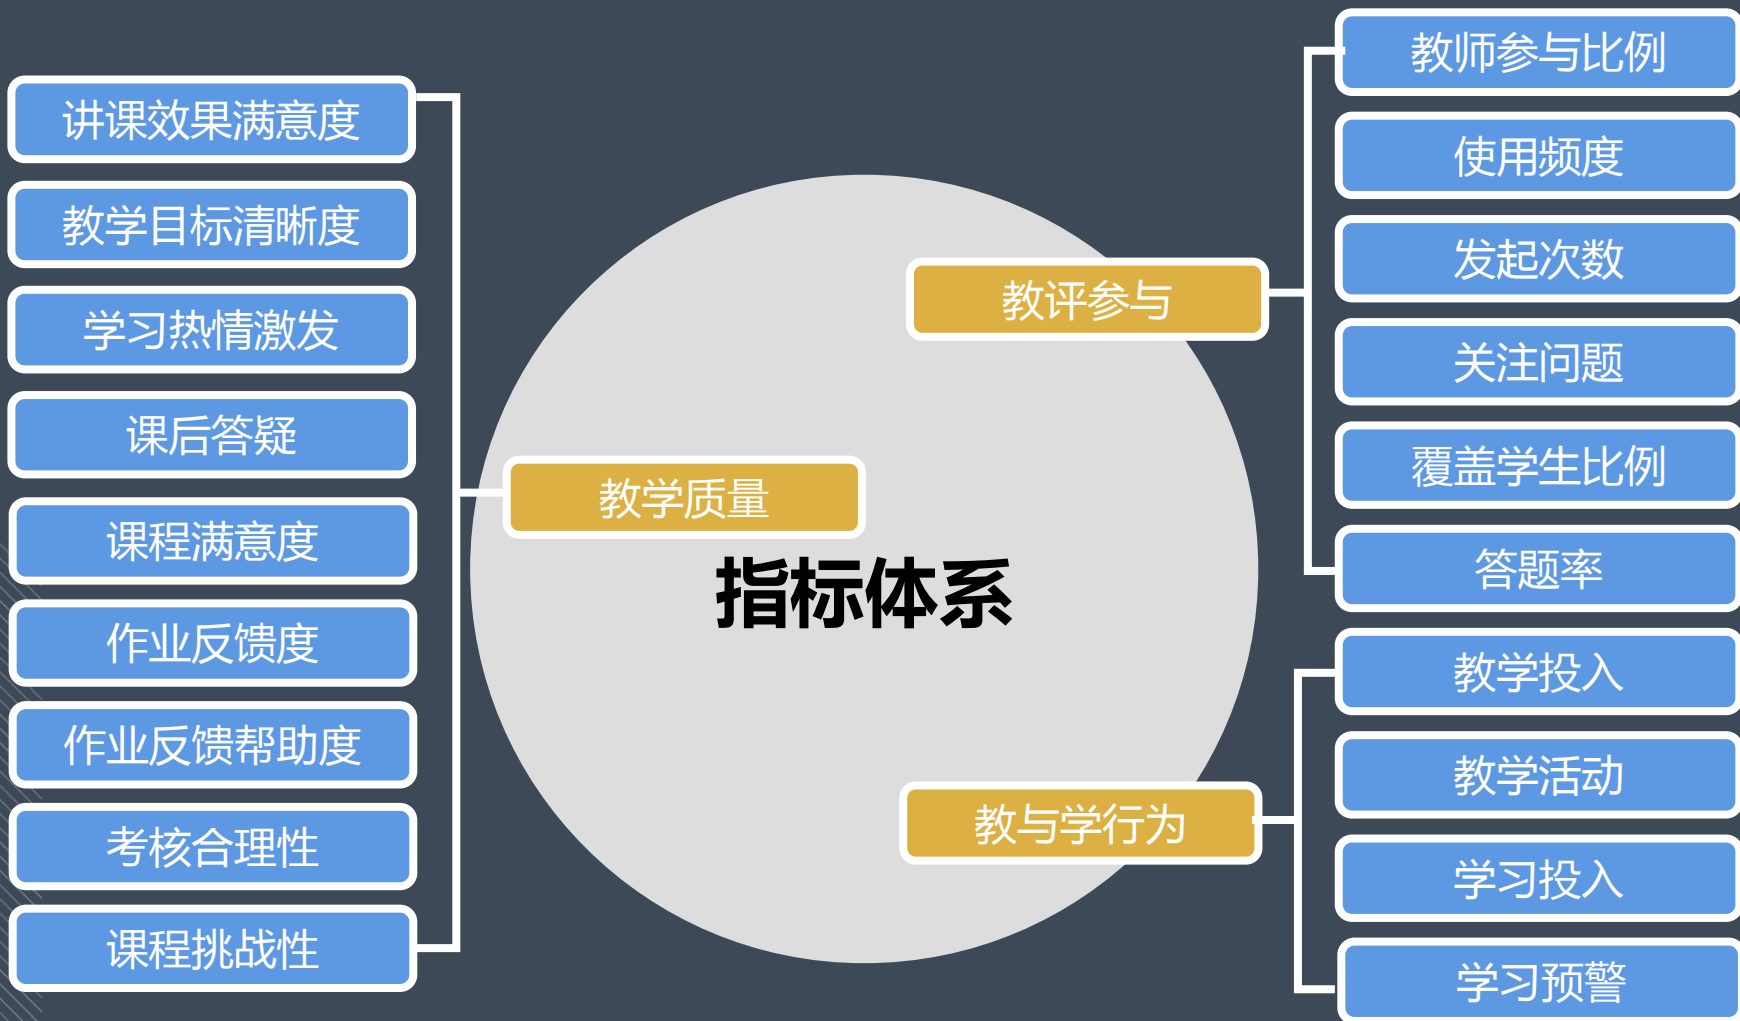 讲课效果满意度
教学目标清晰度
学习热情激发
课后答疑
课程满意度
作业反馈度
作业反馈帮助度
考核合理性
课程挑战性
教学质量
指标体系
教评参与
教与学行为
教师参与比例
使用频度
发起次数
关注问题
覆盖学生比例
答题率
教学投入
教学活动
学习投入
学习预警